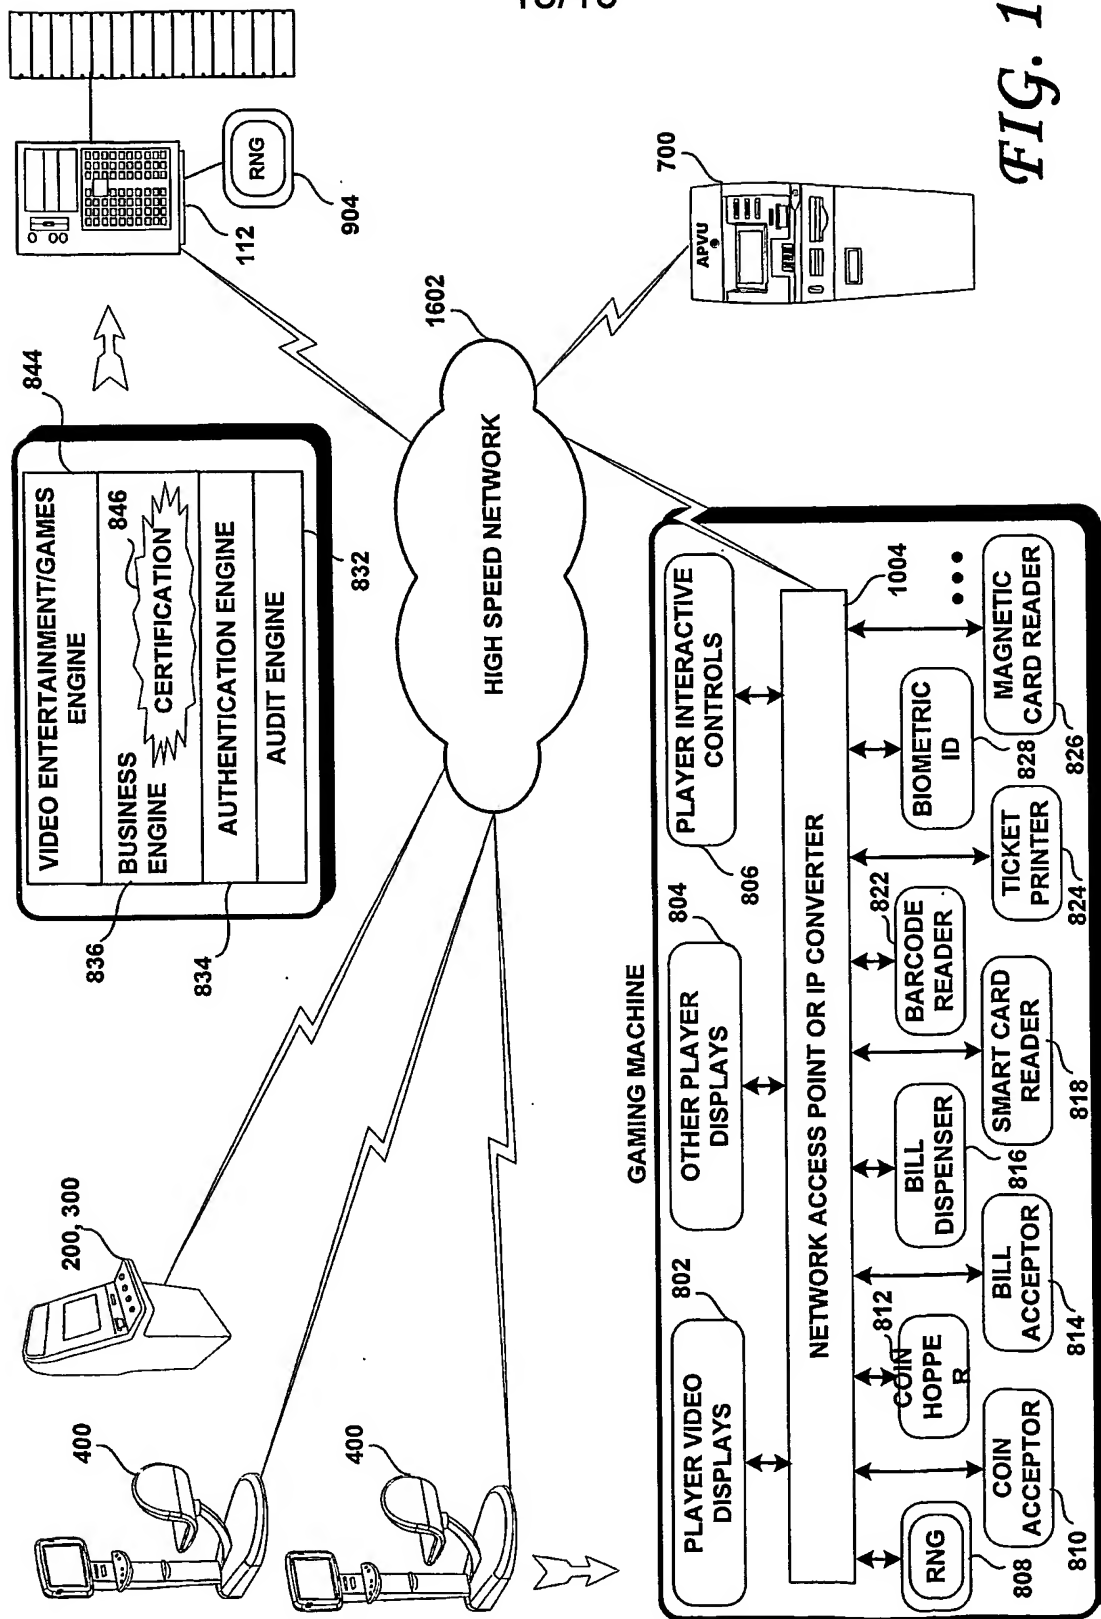 400
400
200, 300
VIDEO ENTERTAINMENT/GAMES
ENGINE
844
BUSINESS
ENGINE
846
CERTIFICATION
836
AUTHENTICATION ENGINE
834
AUDIT ENGINE
832
112
RNG
904
HIGH SPEED NETWORK
1602
APVU
700
GAMING MACHINE
PLAYER VIDEO
DISPLAYS
802
OTHER PLAYER
DISPLAYS
804
PLAYER INTERACTIVE
CONTROLS
806
NETWORK ACCESS POINT OR IP CONVERTER
1004
RNG
808
COIN
HOPPE
R
812
BILL
DISPENSER
816
BARCODE
READER
822
BIOMETRIC
ID
828
COIN
ACCEPTOR
810
BILL
ACCEPTOR
814
SMART CARD
READER
818
TICKET
PRINTER
824
MAGNETIC
CARD READER
826
FIG. 1